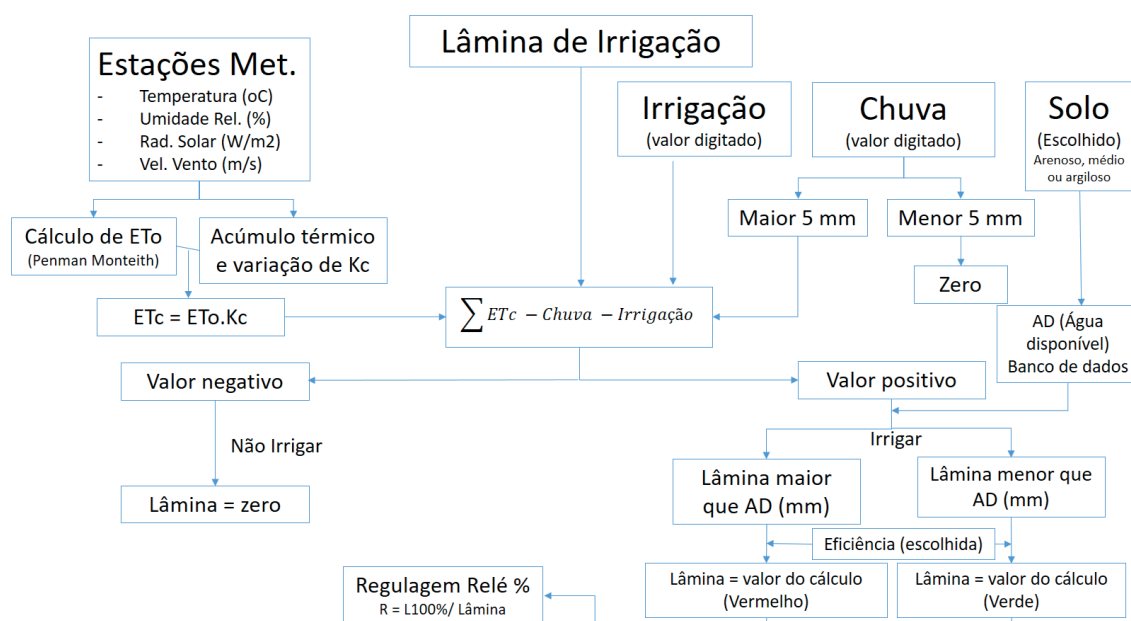 Lâmina de Irrigação
Estações Met.
- Temperatura (oC)
- Umidade Rel. (%)
- Rad. Solar (W/m2)
- Vel. Vento (m/s)
Irrigação
(valor digitado)
Chuva
(valor digitado)
Solo
(Escolhido)
Arenoso, médio
ou argiloso
Maior 5 mm
Menor 5 mm
Cálculo de ETo
(Penman Monteith)
Acúmulo térmico
e variação de Kc
Zero
ETc = ETo.Kc
∑ ETc − Chuva − Irrigação
AD (Água
disponível)
Banco de dados
Valor negativo
Valor positivo
Não Irrigar
Irrigar
Lâmina = zero
Lâmina maior
que AD (mm)
Lâmina menor que
AD (mm)
Eficiência (escolhida)
Regulagem Relé %
R = L100%/ Lâmina
Lâmina = valor do cálculo
(Vermelho)
Lâmina = valor do cálculo
(Verde)